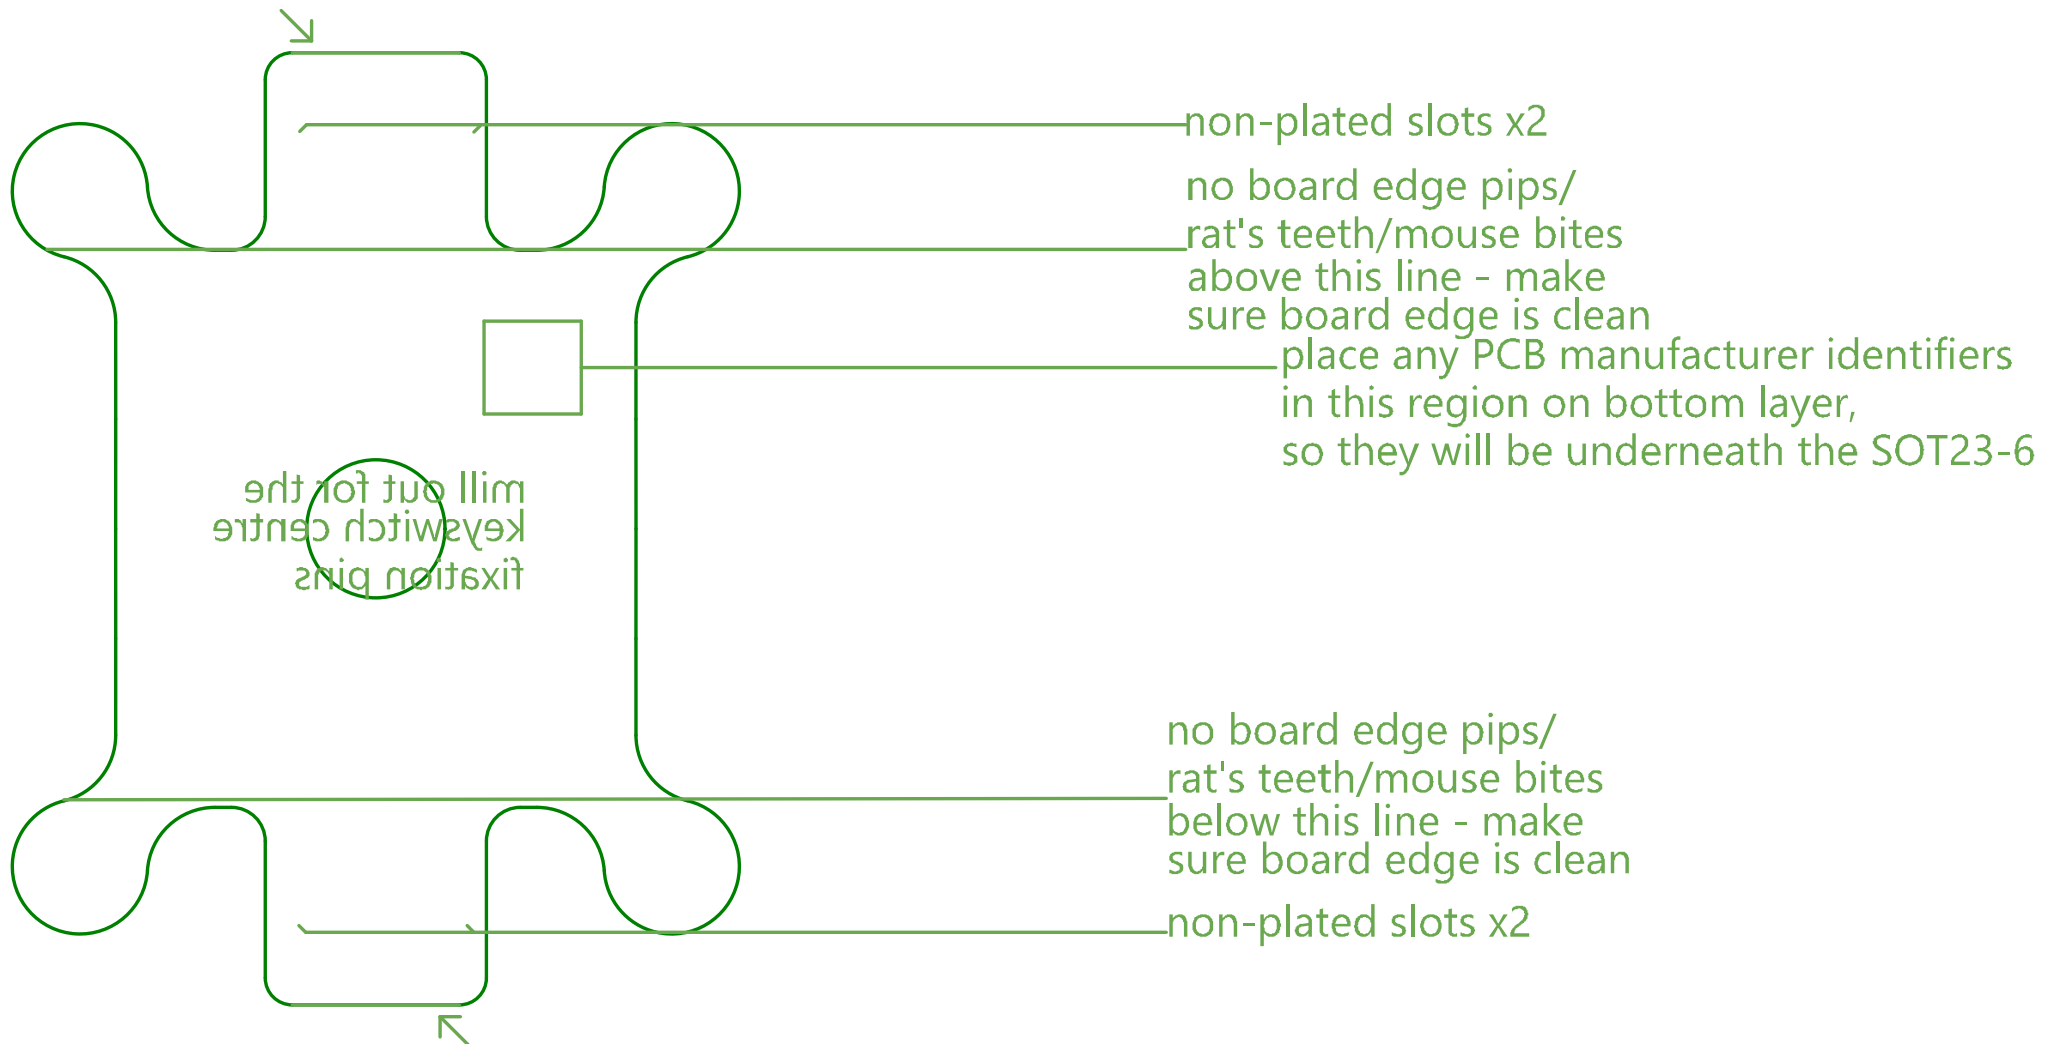 non-plated slots x2
no board edge pips/
rat's teeth/mouse bites
above this line - make
sure board edge is clean
place any PCB manufacturer identifiers
in this region on bottom layer,
so they will be underneath the SOT23-6
mill out for the
keyswitch centre
fixation pins
no board edge pips/
rat's teeth/mouse bites
below this line - make
sure board edge is clean
non-plated slots x2